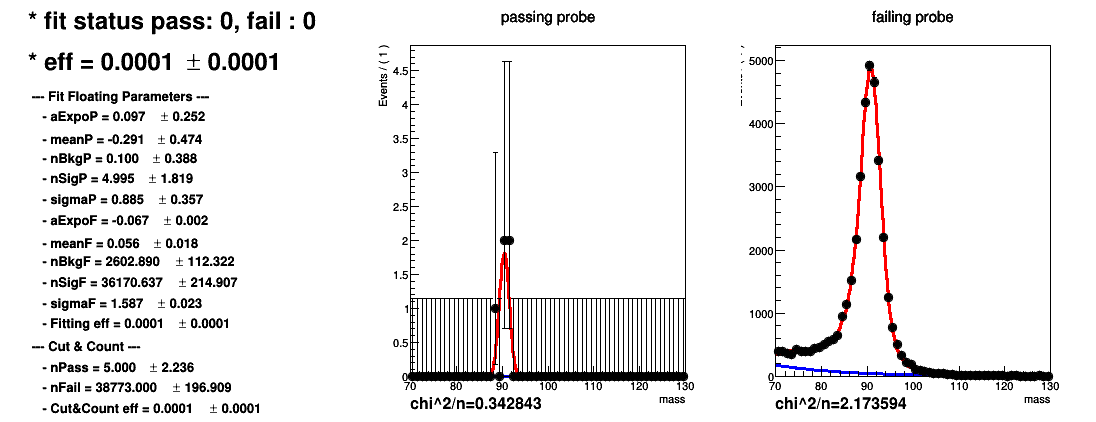 * fit status pass: 0, fail : 0
* eff = 0.0001 ± 0.0001
--- Fit Floating Parameters ---
- aExpoP = 0.097 ± 0.252
- meanP = -0.291 ± 0.474
- nBkgP = 0.100 ± 0.388
- nSigP = 4.995 ± 1.819
- sigmaP = 0.885 ± 0.357
- aExpoF = -0.067 ± 0.002
- meanF = 0.056 ± 0.018
- nBkgF = 2602.890 ± 112.322
- nSigF = 36170.637 ± 214.907
- sigmaF = 1.587 ± 0.023
- Fitting eff = 0.0001 ± 0.0001
--- Cut & Count ---
- nPass = 5.000 ± 2.236
- nFail = 38773.000 ± 196.909
- Cut&Count eff = 0.0001 ± 0.0001
passing probe
Events / ( 1 )
4.5
4
3.5
3
2.5
2
1.5
1
0.5
0
70 80 90 100 110 120 130
mass
chi^2/n=0.342843
failing probe
5000
4000
3000
2000
1000
0
70 80 90 100 110 120 130
mass
chi^2/n=2.173594